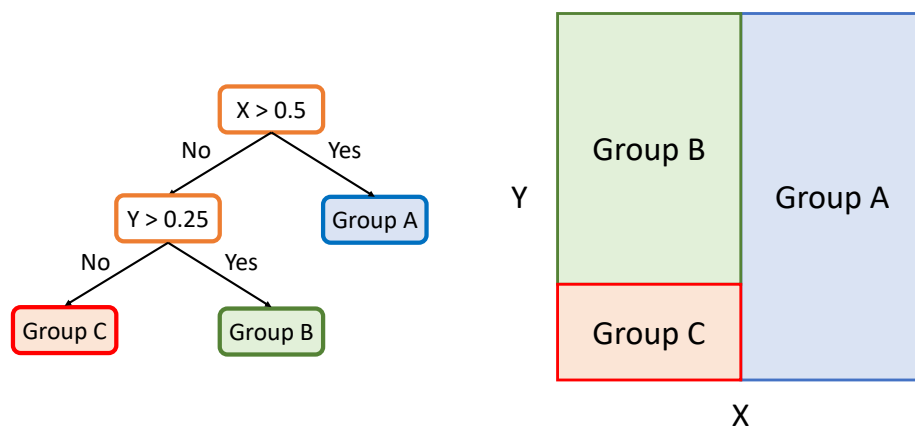 X > 0.5
No
Yes
Y > 0.25
Group A
No
Yes
Group C
Group B
Group B
Y
Group A
Group C
X